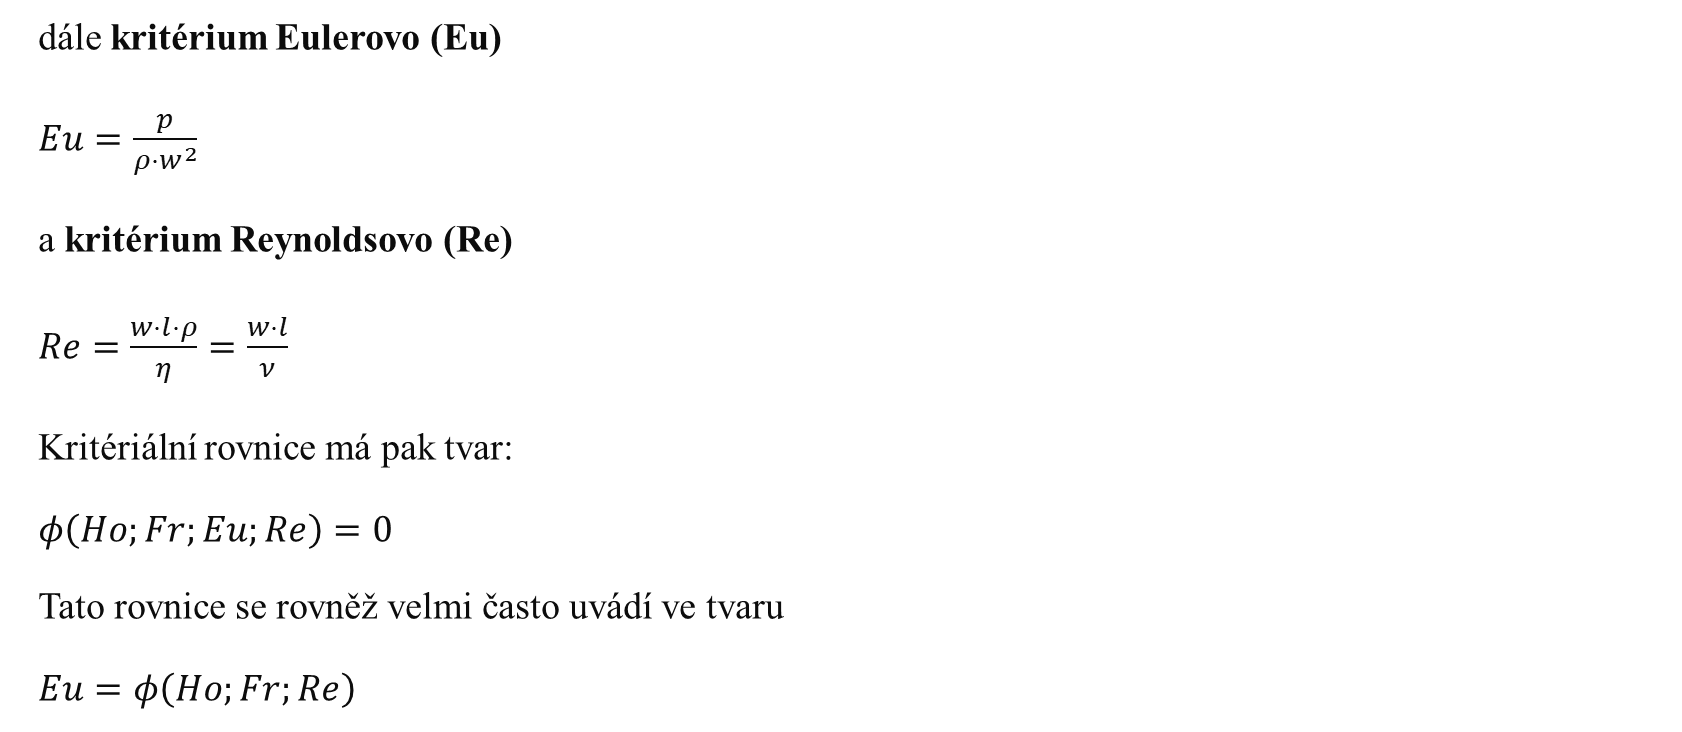 dále kritérium Eulerovo (Eu)
Eu = p / ρ·w²
a kritérium Reynoldsovo (Re)
Re = w·l·ρ / η = w·l / ν
Kritériální rovnice má pak tvar:
ϕ(Ho; Fr; Eu; Re) = 0
Tato rovnice se rovněž velmi často uvádí ve tvaru
Eu = ϕ(Ho; Fr; Re)